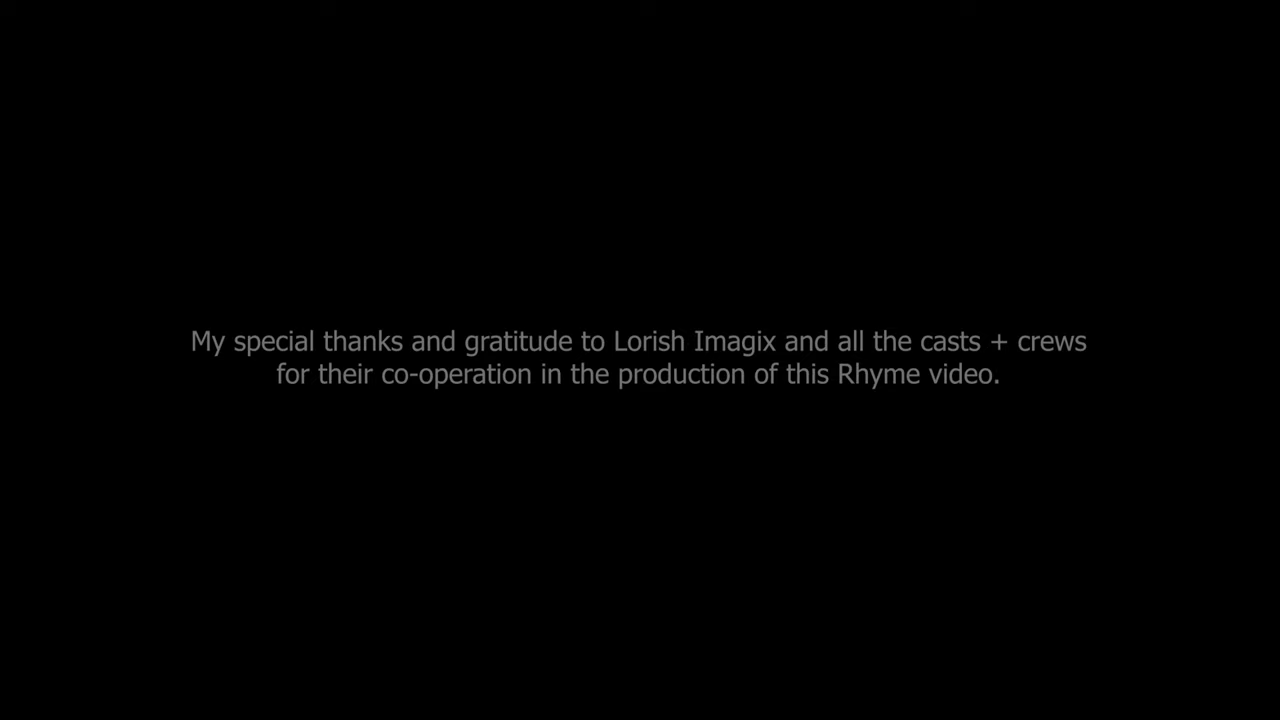 My special thanks and gratitude to Lorish Imagix and all the casts + crews
for their co-operation in the production of this Rhyme video.